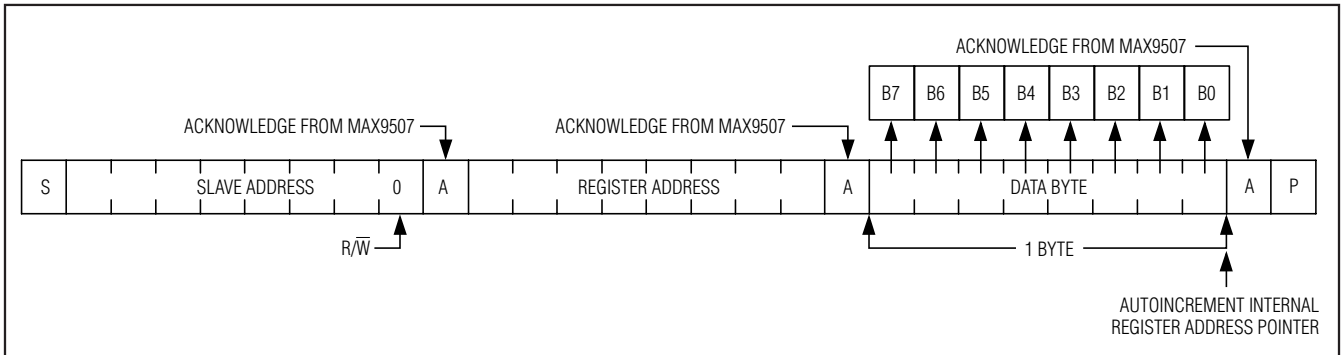 ACKNOWLEDGE FROM MAX9507
B7 B6 B5 B4 B3 B2 B1 B0
ACKNOWLEDGE FROM MAX9507 ACKNOWLEDGE FROM MAX9507
S SLAVE ADDRESS 0 A REGISTER ADDRESS A DATA BYTE A P
R/W̅ 1 BYTE
AUTOINCREMENT INTERNAL
REGISTER ADDRESS POINTER